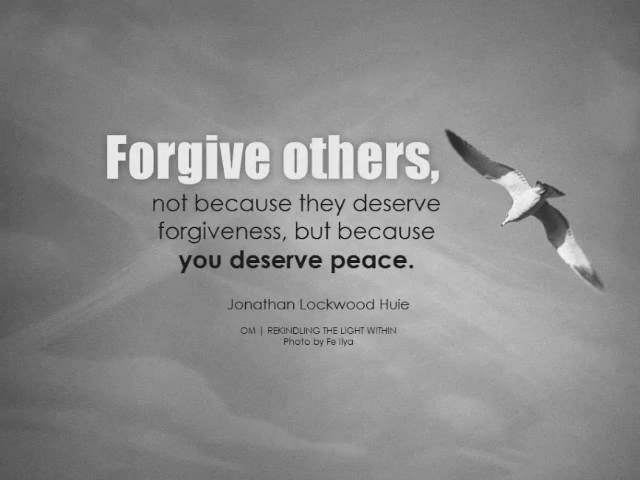 Forgive others,
not because they deserve
forgiveness, but because
you deserve peace.
Jonathan Lockwood Huie
OM | REKINDLING THE LIGHT WITHIN
Photo by Fe Ilya